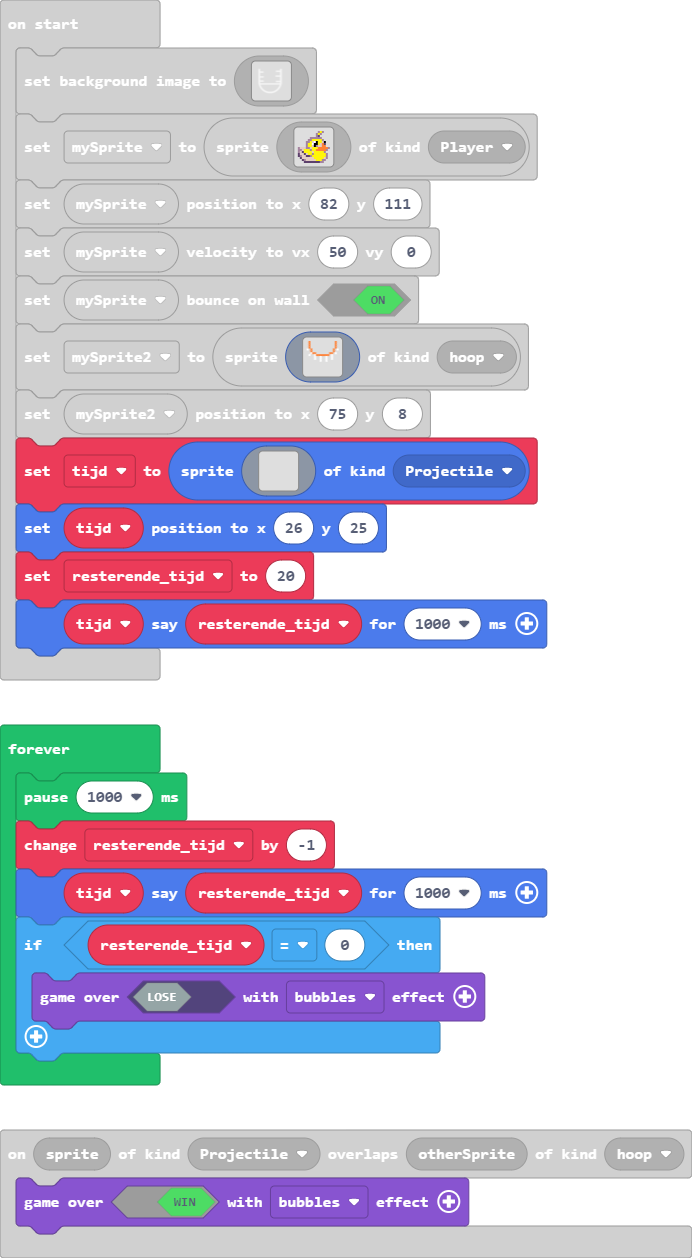 on start
set background image to
set mySprite to sprite of kind Player
set mySprite position to x 82 y 111
set mySprite velocity to vx 50 vy 0
set mySprite bounce on wall ON
set mySprite2 to sprite of kind hoop
set mySprite2 position to x 75 y 8
set tijd to sprite of kind Projectile
set tijd position to x 26 y 25
set resterende_tijd to 20
tijd say resterende_tijd for 1000 ms
forever
pause 1000 ms
change resterende_tijd by -1
tijd say resterende_tijd for 1000 ms
if resterende_tijd = 0 then
game over LOSE with bubbles effect
on sprite of kind Projectile overlaps otherSprite of kind hoop
game over WIN with bubbles effect